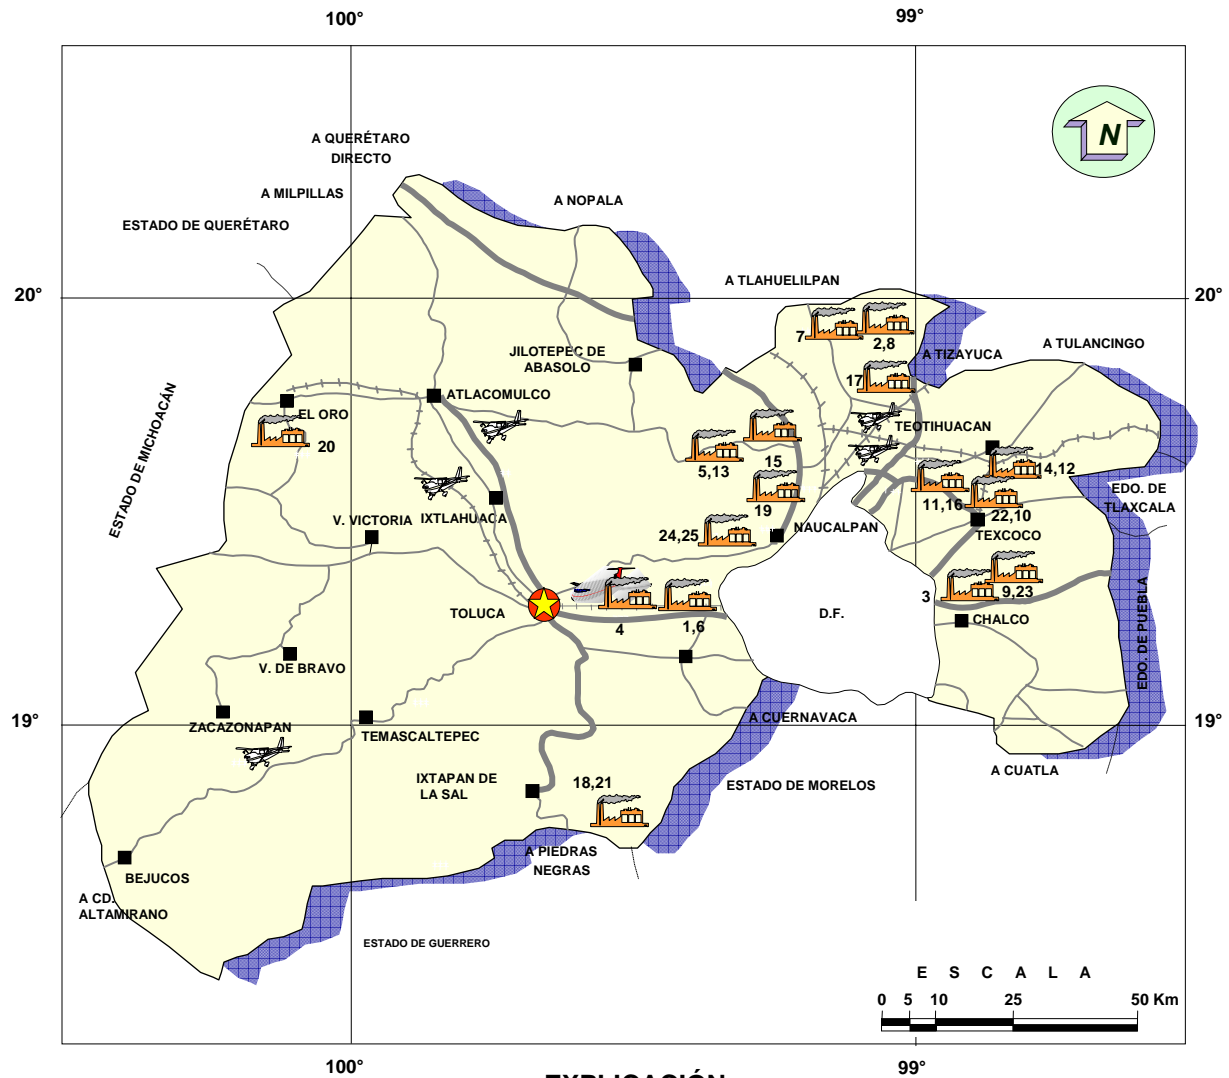 100°
99°
N
A QUERÉTARO
DIRECTO
A MILPILLAS
A NOPALA
ESTADO DE QUERÉTARO
20°
A TLAHUELILPAN
20°
7
2,8
A TULANCINGO
JILOTEPEC DE
ABASOLO
A TIZAYUCA
17
ATLACOMULCO
EL ORO
20
ESTADO DE MICHOACÁN
TEOTIHUACAN
5,13
15
14,12
19
11,16
22,10
EDO. DE
TLAXCALA
IXTLAHUACA
V. VICTORIA
24,25
NAUCALPAN
TEXCOCO
3
9,23
TOLUCA
4
1,6
D.F.
CHALCO
EDO. DE PUEBLA
V. DE BRAVO
19°
ZACAZONAPAN
TEMASCALTEPEC
A CUERNAVACA
19°
IXTAPAN DE
LA SAL
18,21
ESTADO DE MORELOS
A CUATLA
A PIEDRAS
NEGRAS
BEJUCOS
A CD.
ALTAMIRANO
ESTADO DE GUERRERO
E S C A L A
0 5 10 25 50 Km
100°
99°
EXPLICACIÓN